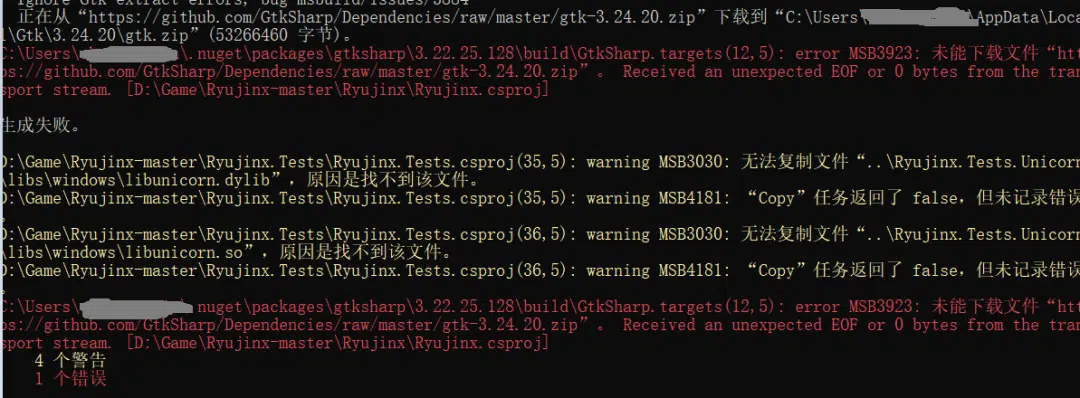 Ignore Gtk extract errors, bug msbuild/issues/3884
正在从“https://github.com/GtkSharp/Dependencies/raw/master/gtk-3.24.20.zip”下载到“C:\Users\ \AppData\Loca
l\Gtk\3.24.20\gtk.zip”(53266460 字节)。
C:\Users\ \.nuget\packages\gtksharp\3.22.25.128\build\GtkSharp.targets(12,5): error MSB3923: 未能下载文件“htt
ps://github.com/GtkSharp/Dependencies/raw/master/gtk-3.24.20.zip”。 Received an unexpected EOF or 0 bytes from the tran
sport stream. [D:\Game\Ryujinx-master\Ryujinx\Ryujinx.csproj]
生成失败。
D:\Game\Ryujinx-master\Ryujinx.Tests\Ryujinx.Tests.csproj(35,5): warning MSB3030: 无法复制文件“..\Ryujinx.Tests.Unicorn
\libs\windows\libunicorn.dylib”，原因是找不到该文件。
D:\Game\Ryujinx-master\Ryujinx.Tests\Ryujinx.Tests.csproj(35,5): warning MSB4181: “Copy”任务返回了 false，但未记录错误
。
D:\Game\Ryujinx-master\Ryujinx.Tests\Ryujinx.Tests.csproj(36,5): warning MSB3030: 无法复制文件“..\Ryujinx.Tests.Unicorn
\libs\windows\libunicorn.so”，原因是找不到该文件。
D:\Game\Ryujinx-master\Ryujinx.Tests\Ryujinx.Tests.csproj(36,5): warning MSB4181: “Copy”任务返回了 false，但未记录错误
。
C:\Users\ \.nuget\packages\gtksharp\3.22.25.128\build\GtkSharp.targets(12,5): error MSB3923: 未能下载文件“htt
ps://github.com/GtkSharp/Dependencies/raw/master/gtk-3.24.20.zip”。 Received an unexpected EOF or 0 bytes from the tran
sport stream. [D:\Game\Ryujinx-master\Ryujinx\Ryujinx.csproj]
4 个警告
1 个错误